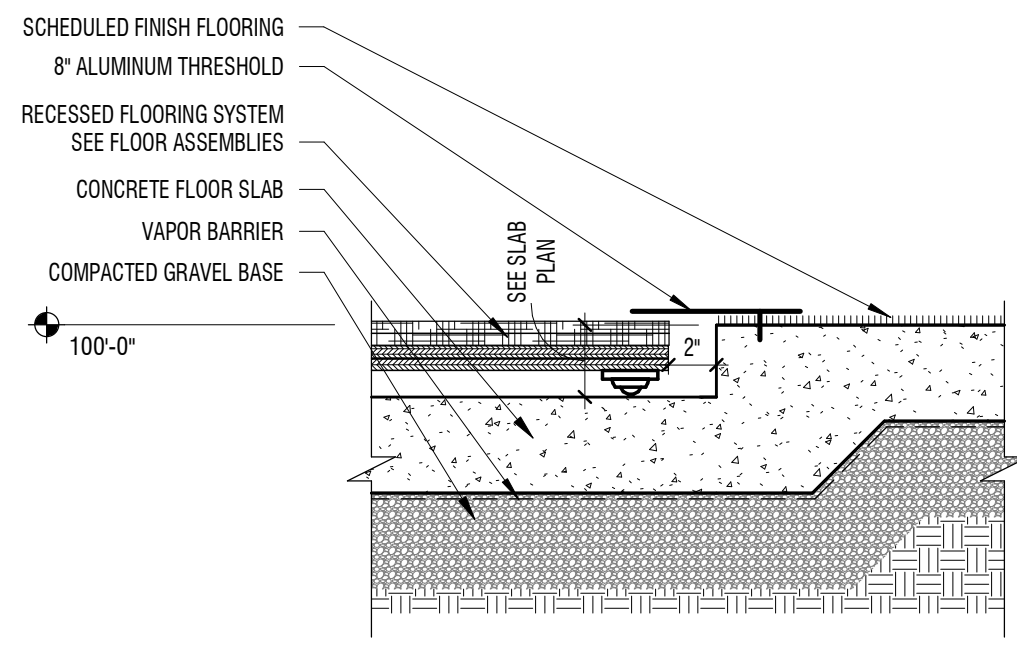 SCHEDULED FINISH FLOORING
8" ALUMINUM THRESHOLD
RECESSED FLOORING SYSTEM
SEE FLOOR ASSEMBLIES
CONCRETE FLOOR SLAB
VAPOR BARRIER
COMPACTED GRAVEL BASE
SEE SLAB
PLAN
100'-0"
2"